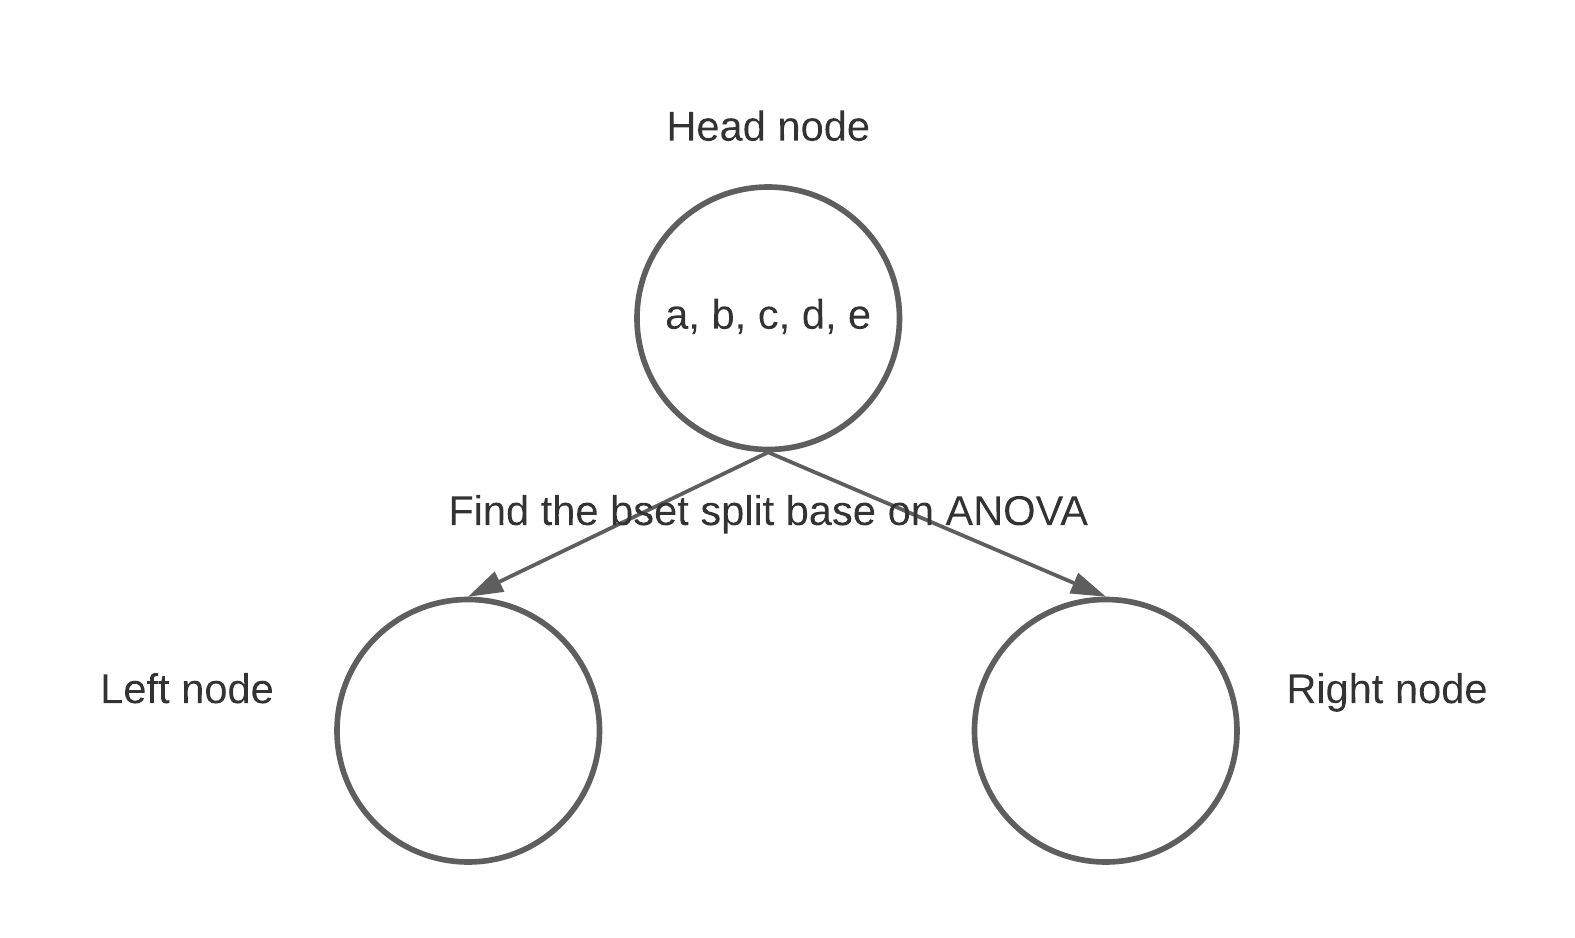 Head node
a, b, c, d, e
Find the bset split base on ANOVA
Left node
Right node